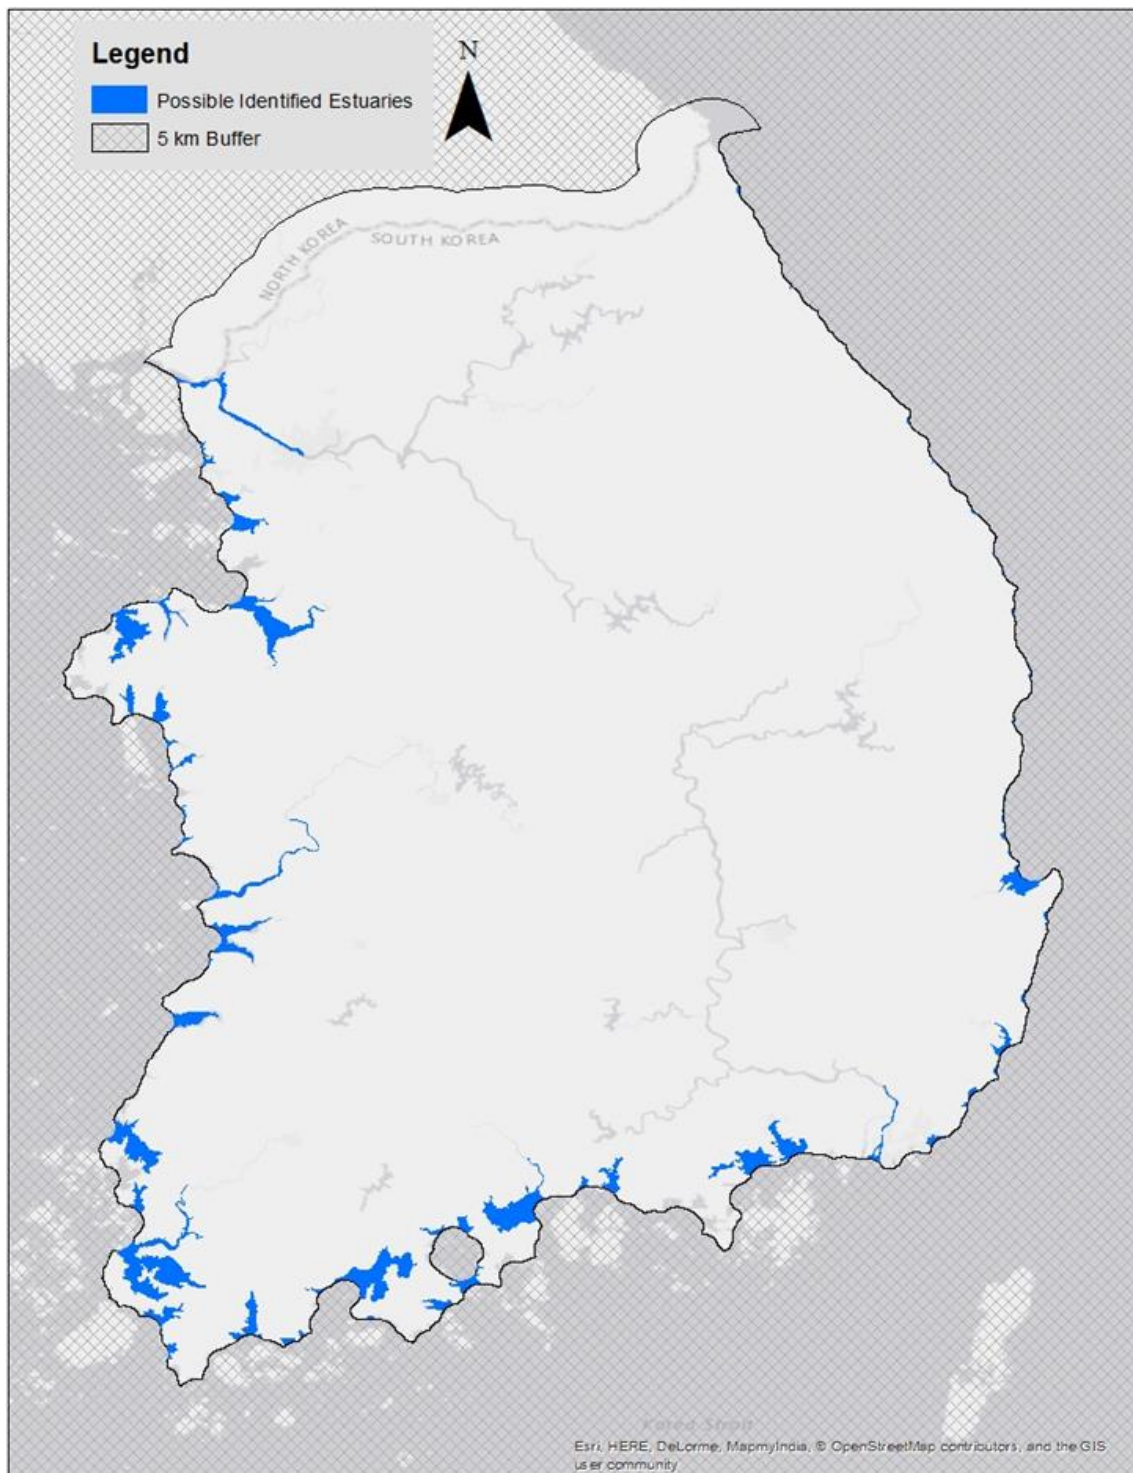 Legend
Possible Identified Estuaries
5 km Buffer
N
NORTH KOREA
SOUTH KOREA
Korea Strait
Esri, HERE, DeLorme, MapmyIndia, © OpenStreetMap contributors, and the GIS
user community